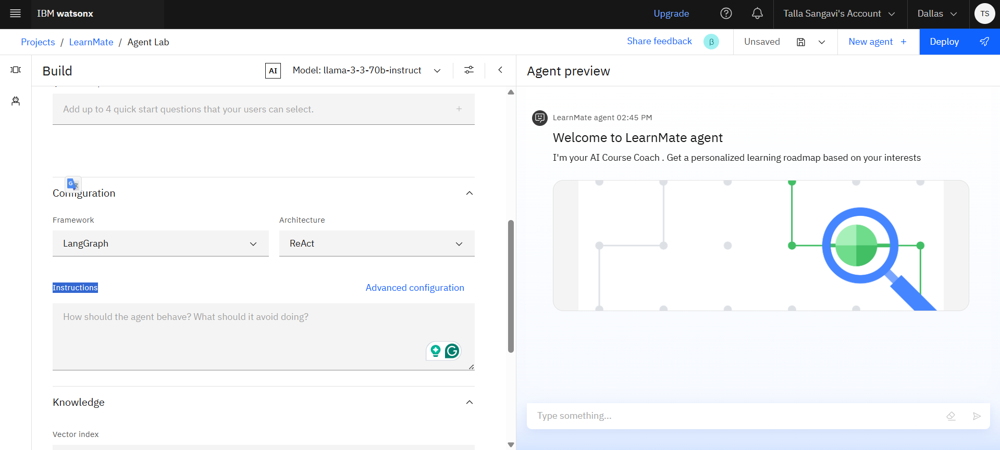 IBM watsonx
Upgrade
Talla Sangavi's Account
Dallas
TS
Projects / LearnMate / Agent Lab
Share feedback
β
Unsaved
New agent +
Deploy
Build
AI
Model: llama-3-3-70b-instruct
Agent preview
Add up to 4 quick start questions that your users can select.
Configuration
Framework
Architecture
LangGraph
ReAct
Instructions
Advanced configuration
How should the agent behave? What should it avoid doing?
Knowledge
Vector index
LearnMate agent 02:45 PM
Welcome to LearnMate agent
I'm your AI Course Coach . Get a personalized learning roadmap based on your interests
Type something...